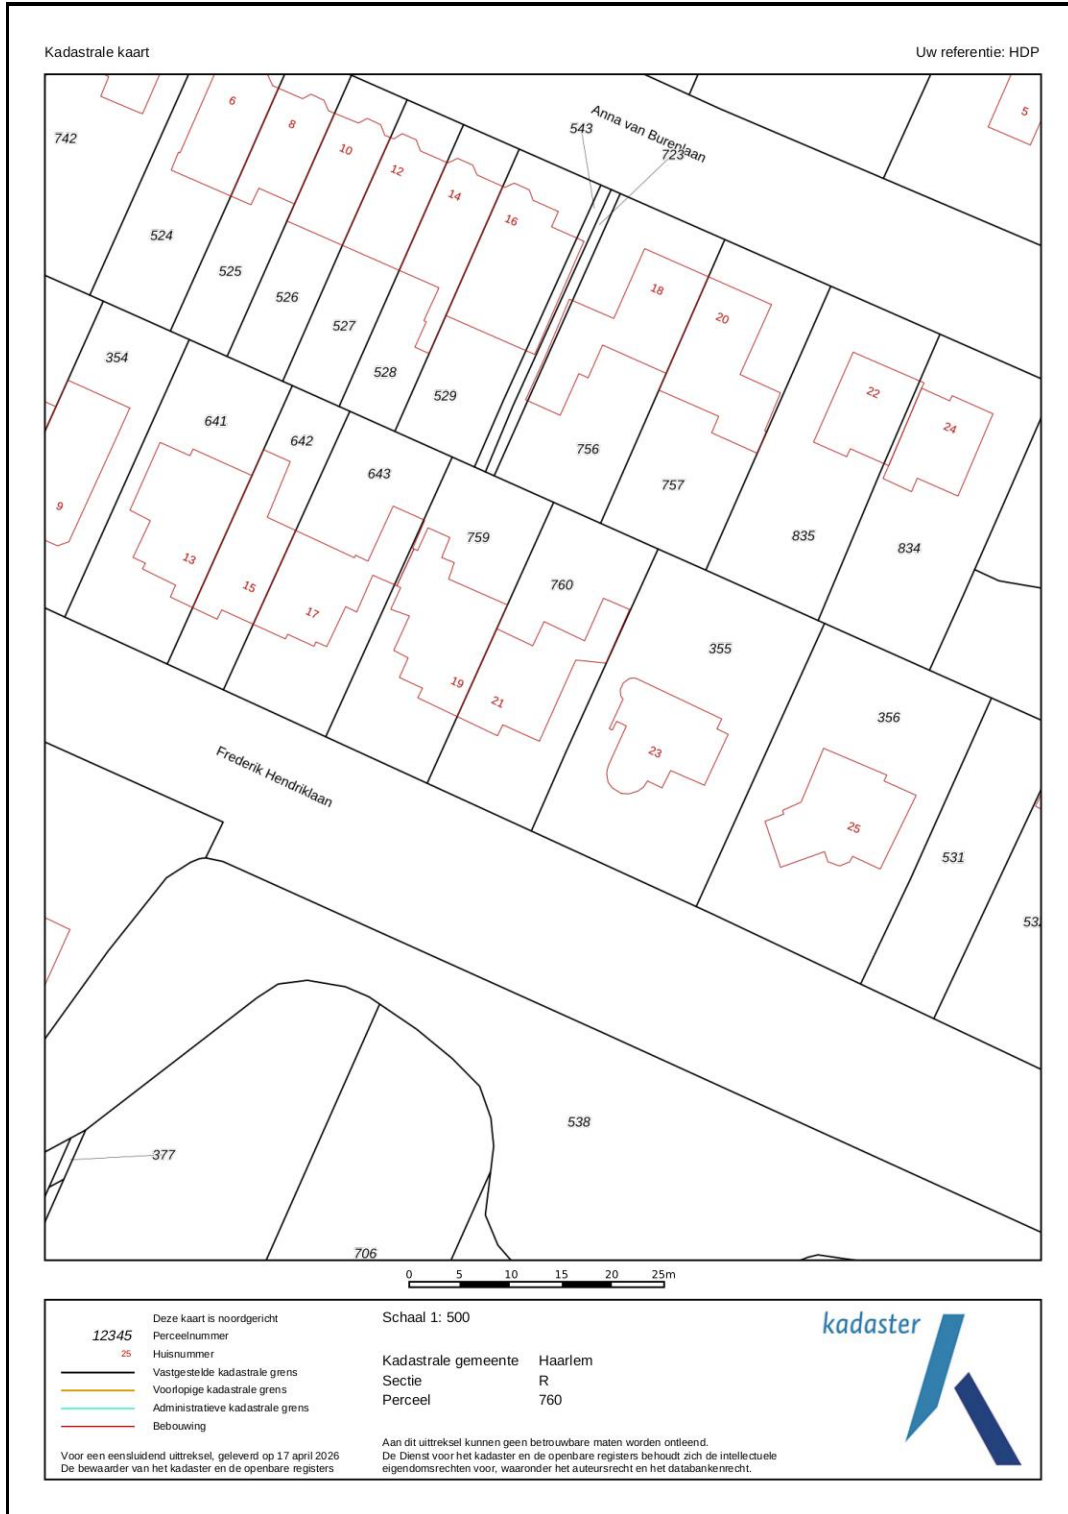 Kadastrale kaart
Uw referentie: HDP
Anna van Burenlaan
543
723
5
6
8
10
12
14
16
742
524
525
526
527
528
529
18
20
22
24
354
641
642
643
756
757
835
834
9
13
15
17
759
760
19
21
355
356
23
25
531
Frederik Hendriklaan
538
377
706
0 5 10 15 20 25m
Deze kaart is noordgericht
12345 Perceelnummer
25 Huisnummer
Vastgestelde kadastrale grens
Voorlopige kadastrale grens
Administratieve kadastrale grens
Bebouwing
Voor een eensluidend uittreksel, geleverd op 17 april 2026
De bewaarder van het kadaster en de openbare registers
Schaal 1: 500
Kadastrale gemeente Haarlem
Sectie R
Perceel 760
Aan dit uittreksel kunnen geen betrouwbare maten worden ontleend.
De Dienst voor het kadaster en de openbare registers behoudt zich de intellectuele
eigendomsrechten voor, waaronder het auteursrecht en het databankenrecht.
kadaster